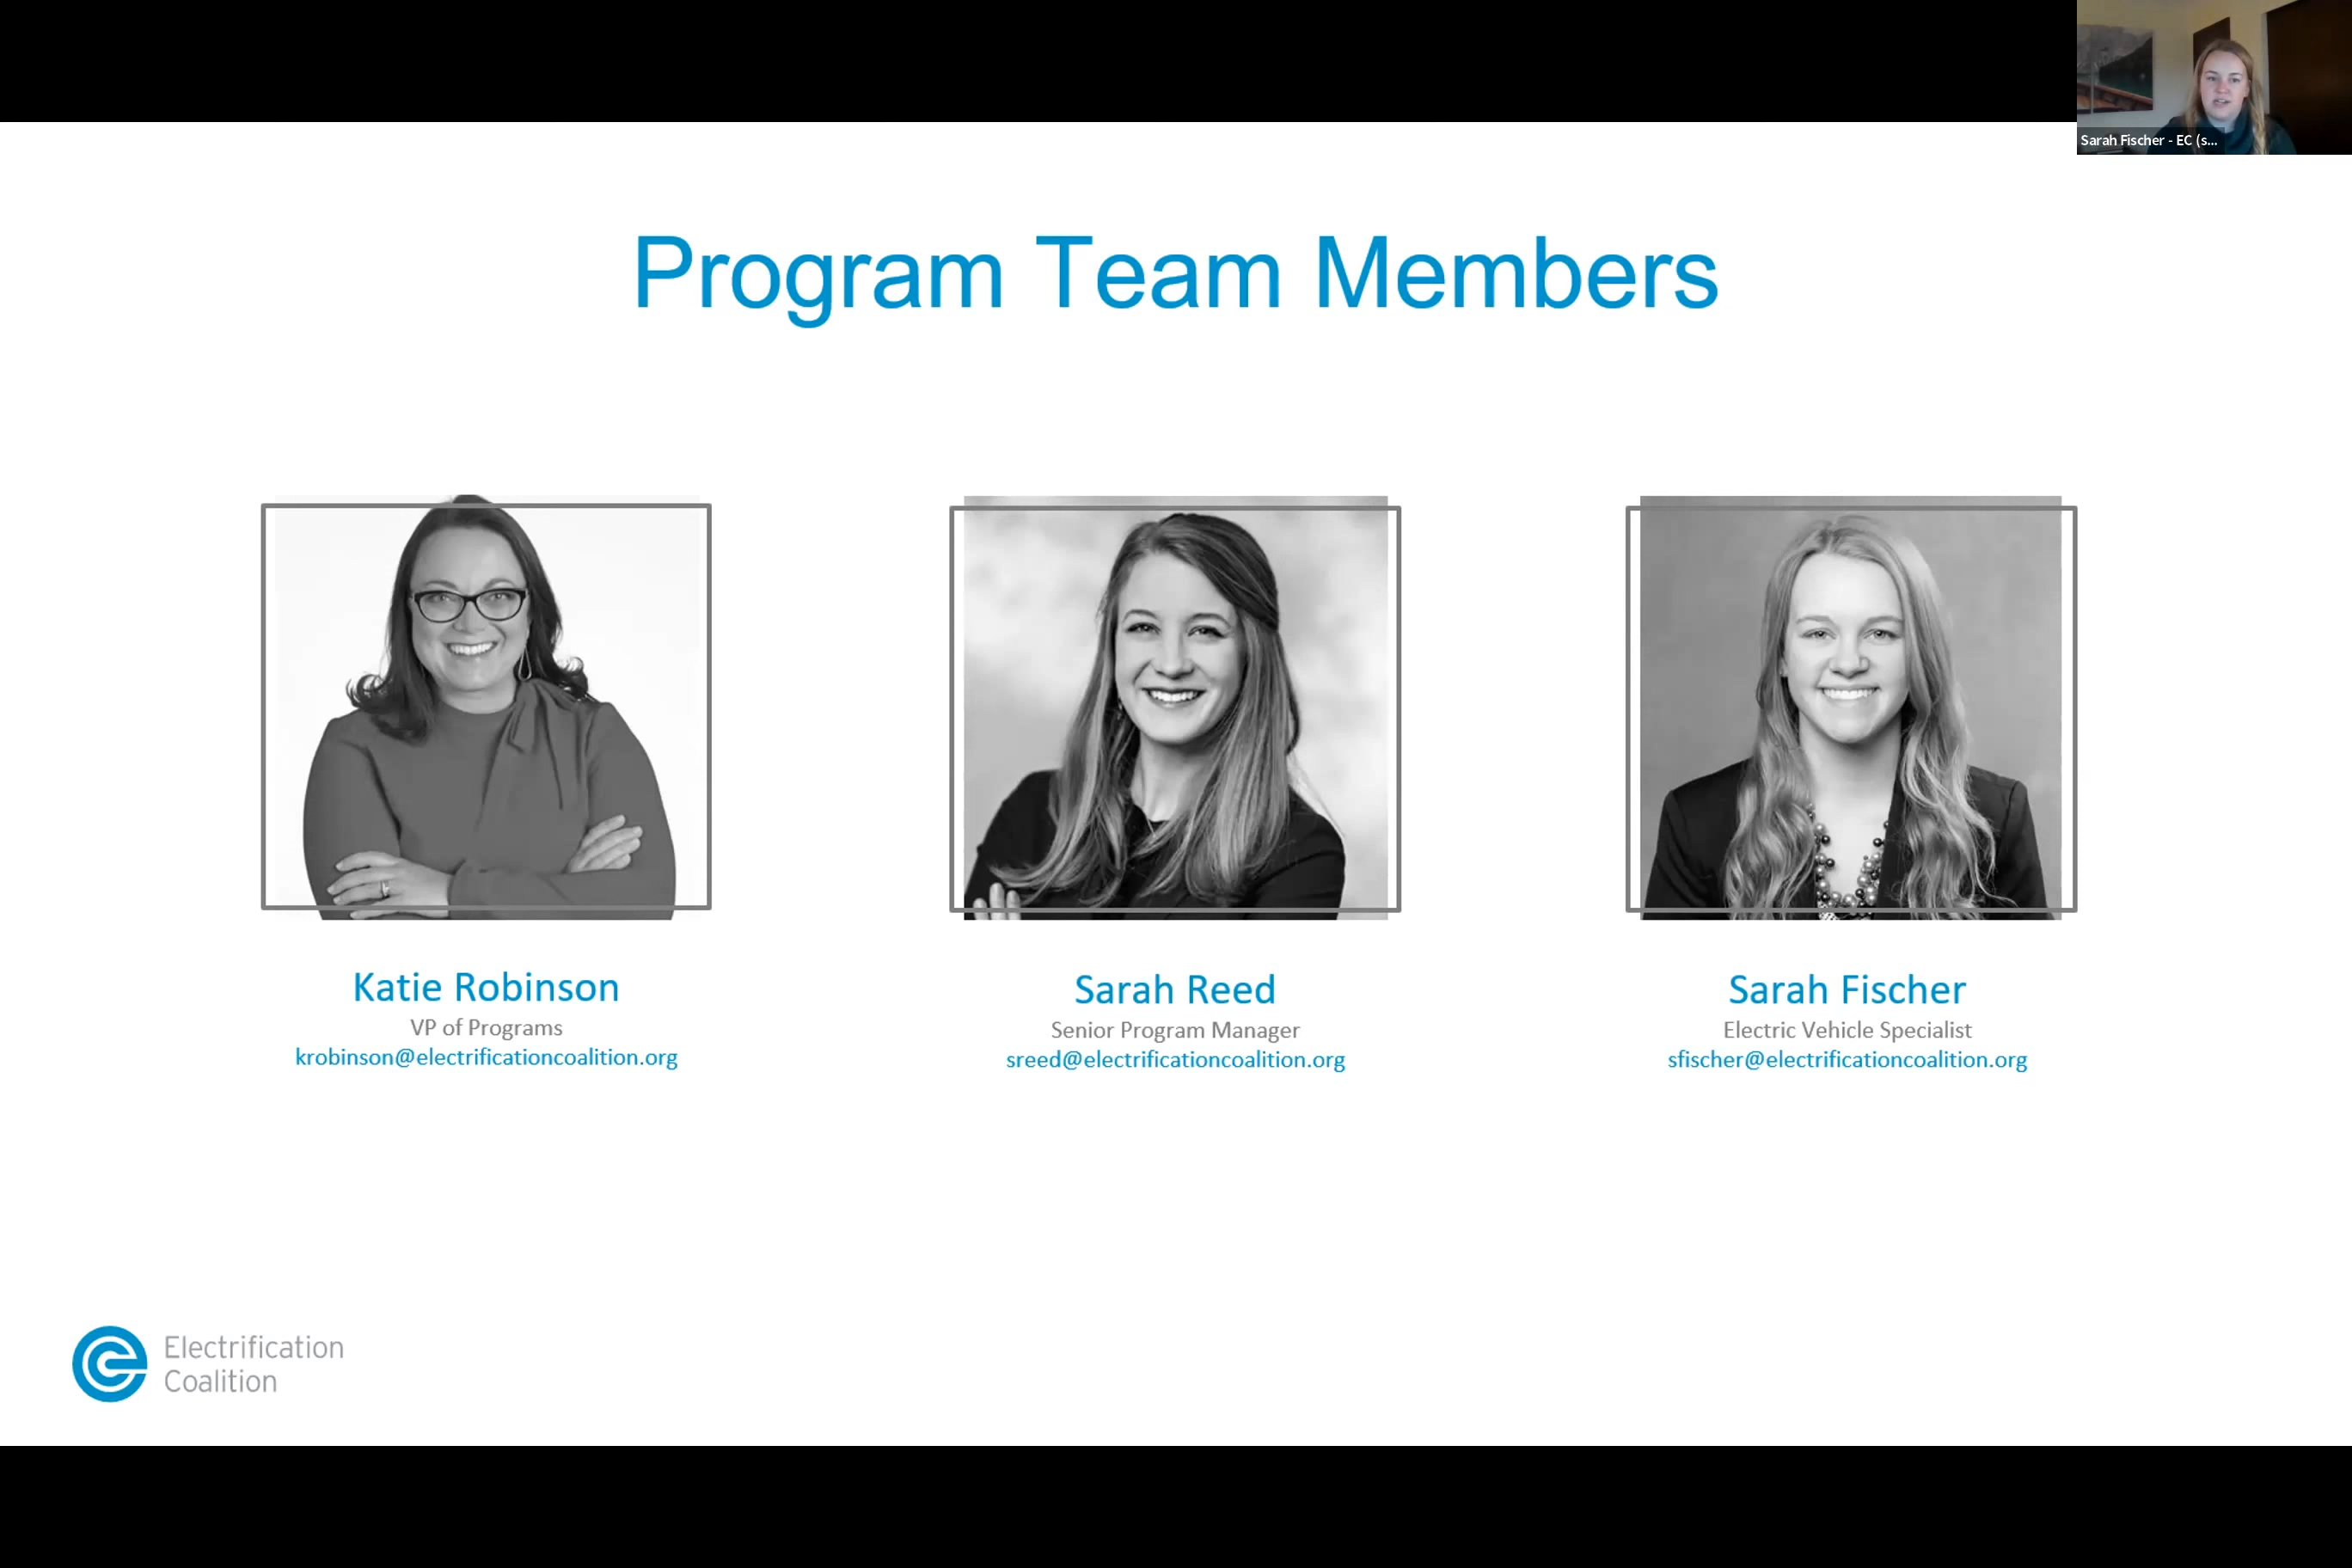 Sarah Fischer - EC (s...
Program Team Members
Katie Robinson
VP of Programs
krobinson@electrificationcoalition.org
Sarah Reed
Senior Program Manager
sreed@electrificationcoalition.org
Sarah Fischer
Electric Vehicle Specialist
sfischer@electrificationcoalition.org
Electrification
Coalition